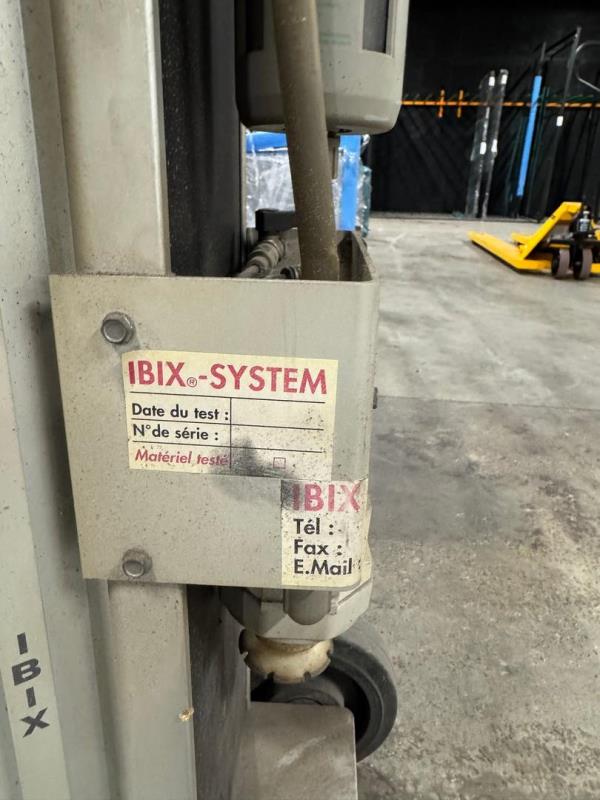 IBIX®-SYSTEM
Date du test :
N°de série :
Matériel testé
IBIX
Tél :
Fax :
E.Mail
IBIX